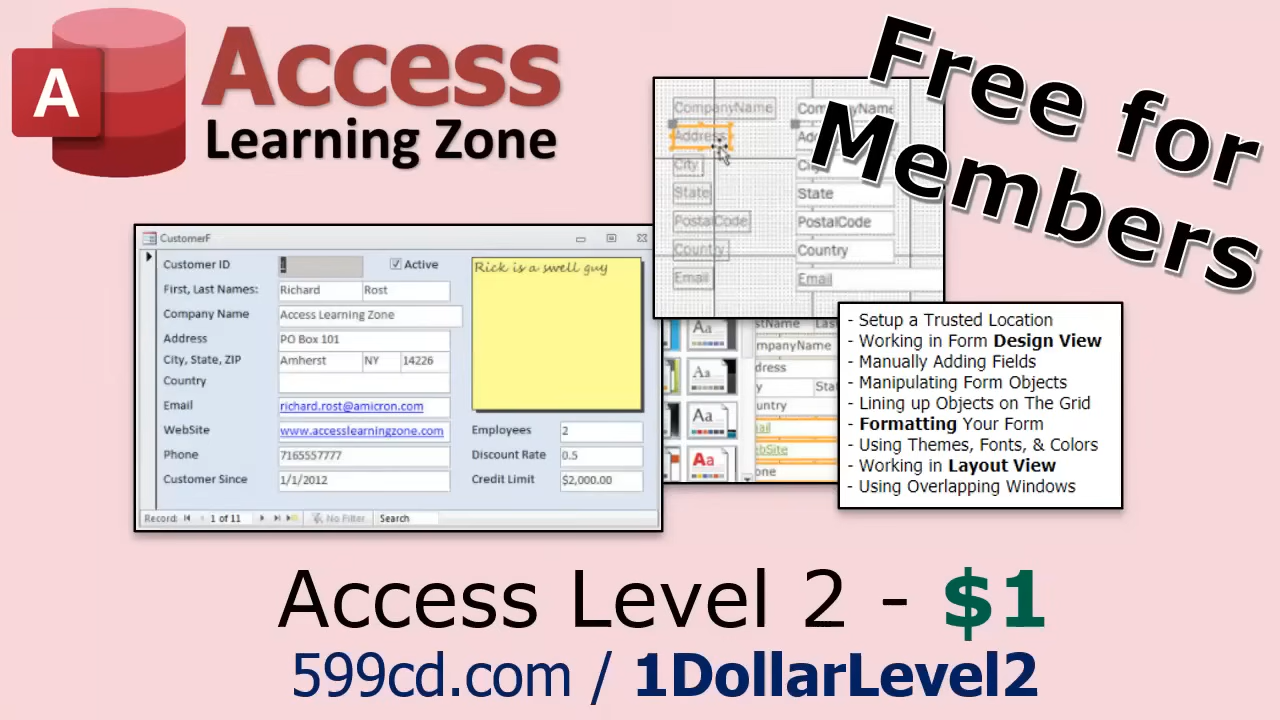 A
Access
Learning Zone
Free for
Members
CompanyName CompanyName
Address
City
State State
PostalCode PostalCode
Country Country
Email Email
CustomerF
Customer ID 1 Active
First, Last Names: Richard Rost
Company Name Access Learning Zone
Address PO Box 101
City, State, ZIP Amherst NY 14226
Country
Email richard.rost@amicron.com
WebSite www.accesslearningzone.com
Phone 7165557777
Customer Since 1/1/2012
Rick is a swell guy
Employees 2
Discount Rate 0.5
Credit Limit $2,000.00
Record: 1 of 11 No Filter Search
Aa
Aa
Aa
Aa
- Setup a Trusted Location
- Working in Form Design View
- Manually Adding Fields
- Manipulating Form Objects
- Lining up Objects on The Grid
- Formatting Your Form
- Using Themes, Fonts, & Colors
- Working in Layout View
- Using Overlapping Windows
Access Level 2 - $1
599cd.com / 1DollarLevel2